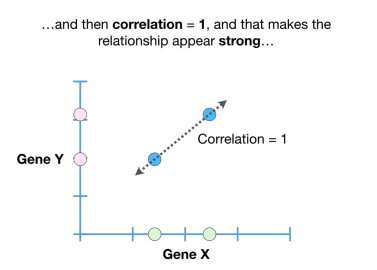 …and then correlation = 1, and that makes the
relationship appear strong…
Correlation = 1
Gene Y
Gene X